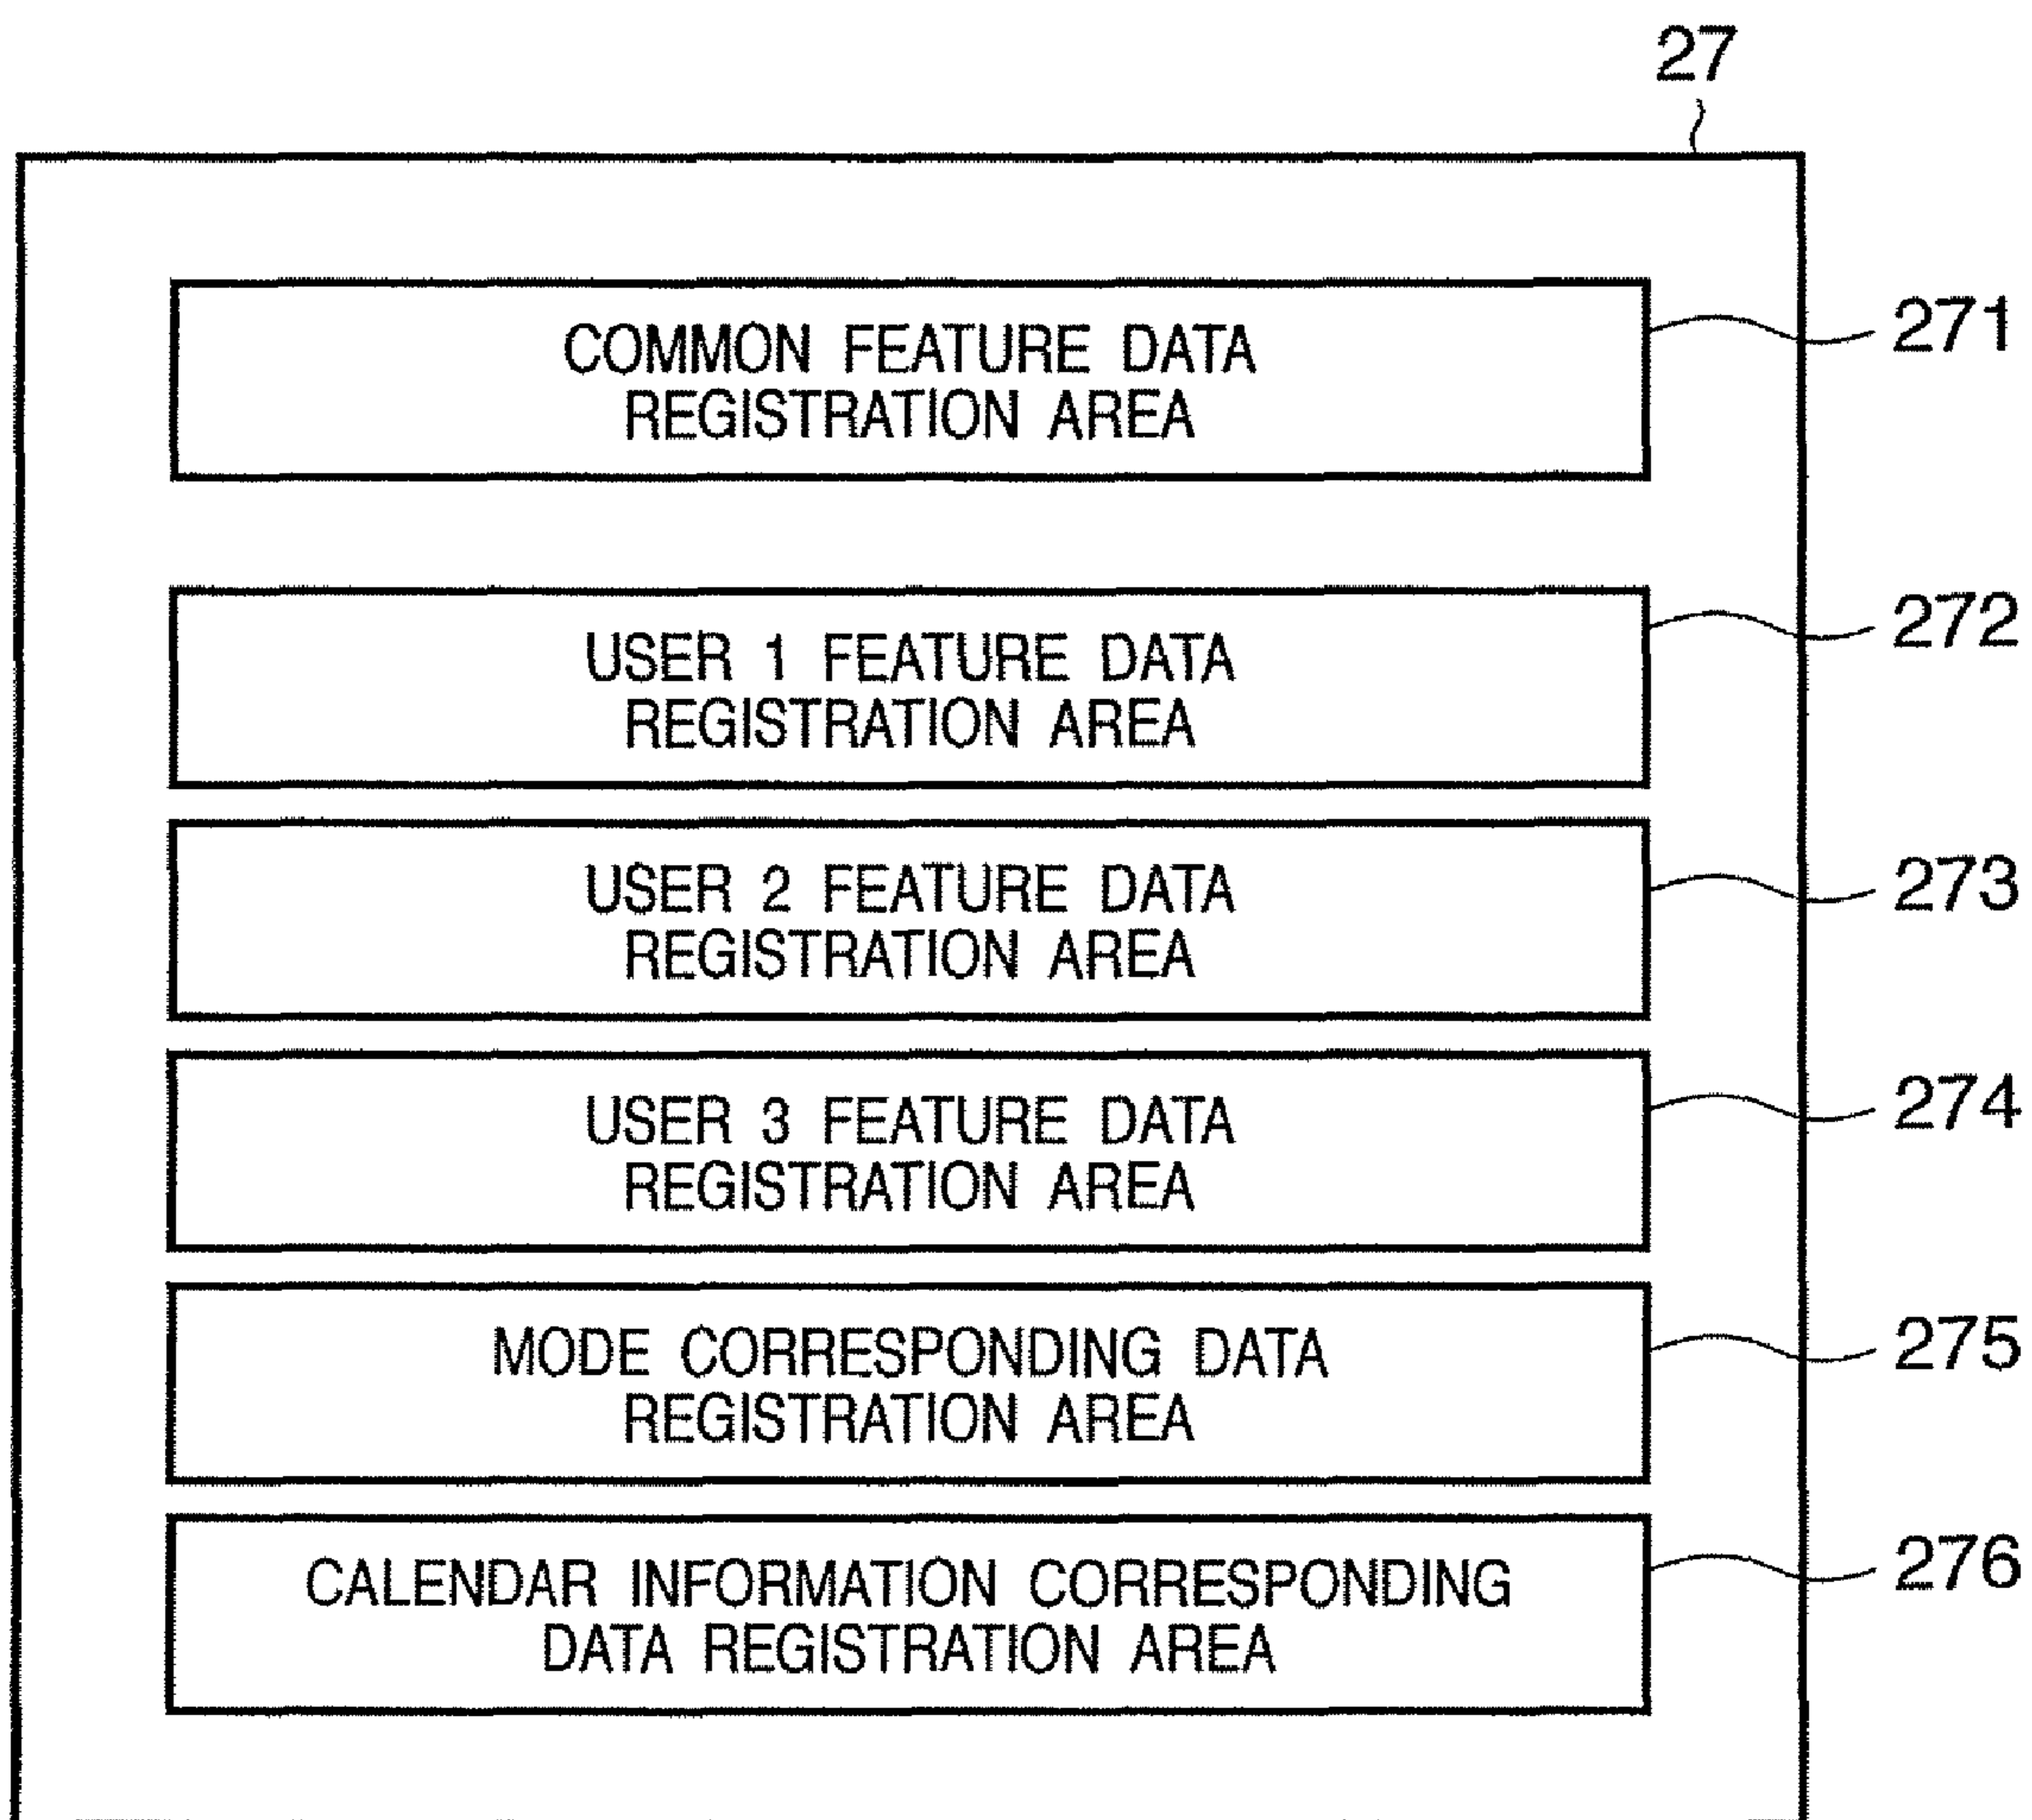 27
COMMON FEATURE DATA
REGISTRATION AREA
271
USER 1 FEATURE DATA
REGISTRATION AREA
272
USER 2 FEATURE DATA
REGISTRATION AREA
273
USER 3 FEATURE DATA
REGISTRATION AREA
274
MODE CORRESPONDING DATA
REGISTRATION AREA
275
CALENDAR INFORMATION CORRESPONDING
DATA REGISTRATION AREA
276